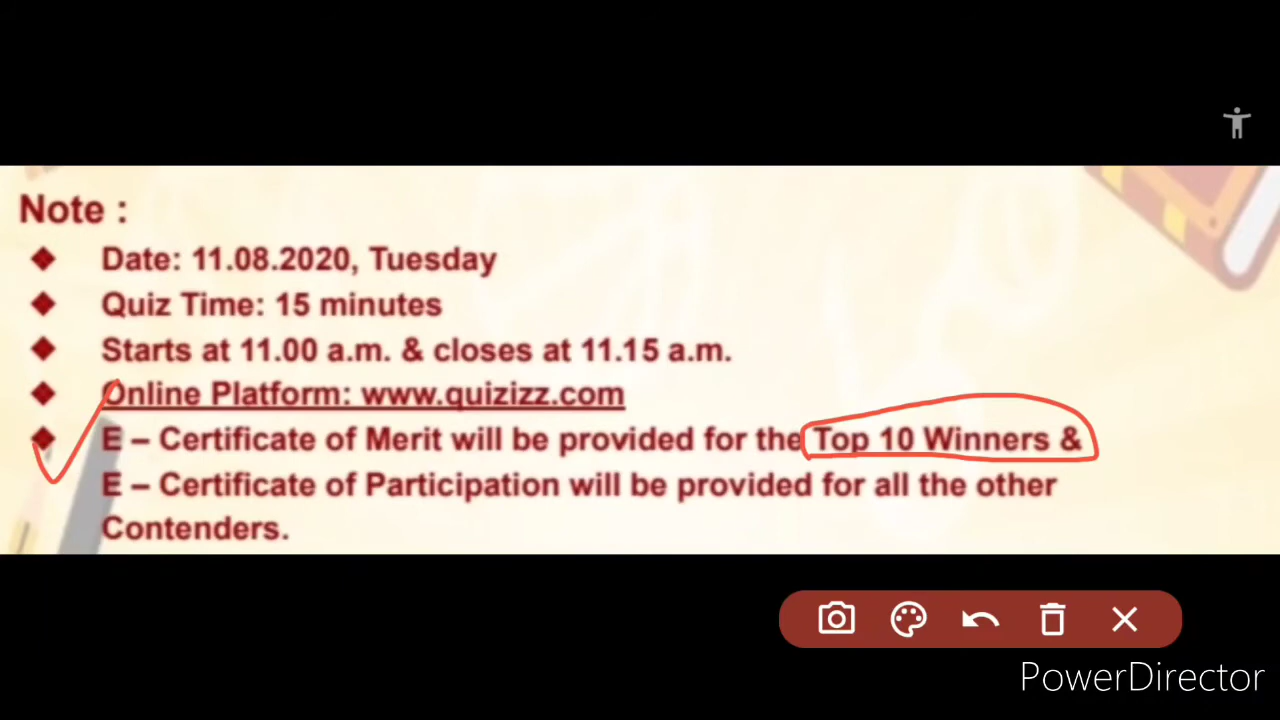 Note :
❖ Date: 11.08.2020, Tuesday
❖ Quiz Time: 15 minutes
❖ Starts at 11.00 a.m. & closes at 11.15 a.m.
❖ Online Platform: www.quizizz.com
❖ E – Certificate of Merit will be provided for the Top 10 Winners &
E – Certificate of Participation will be provided for all the other
Contenders.
PowerDirector